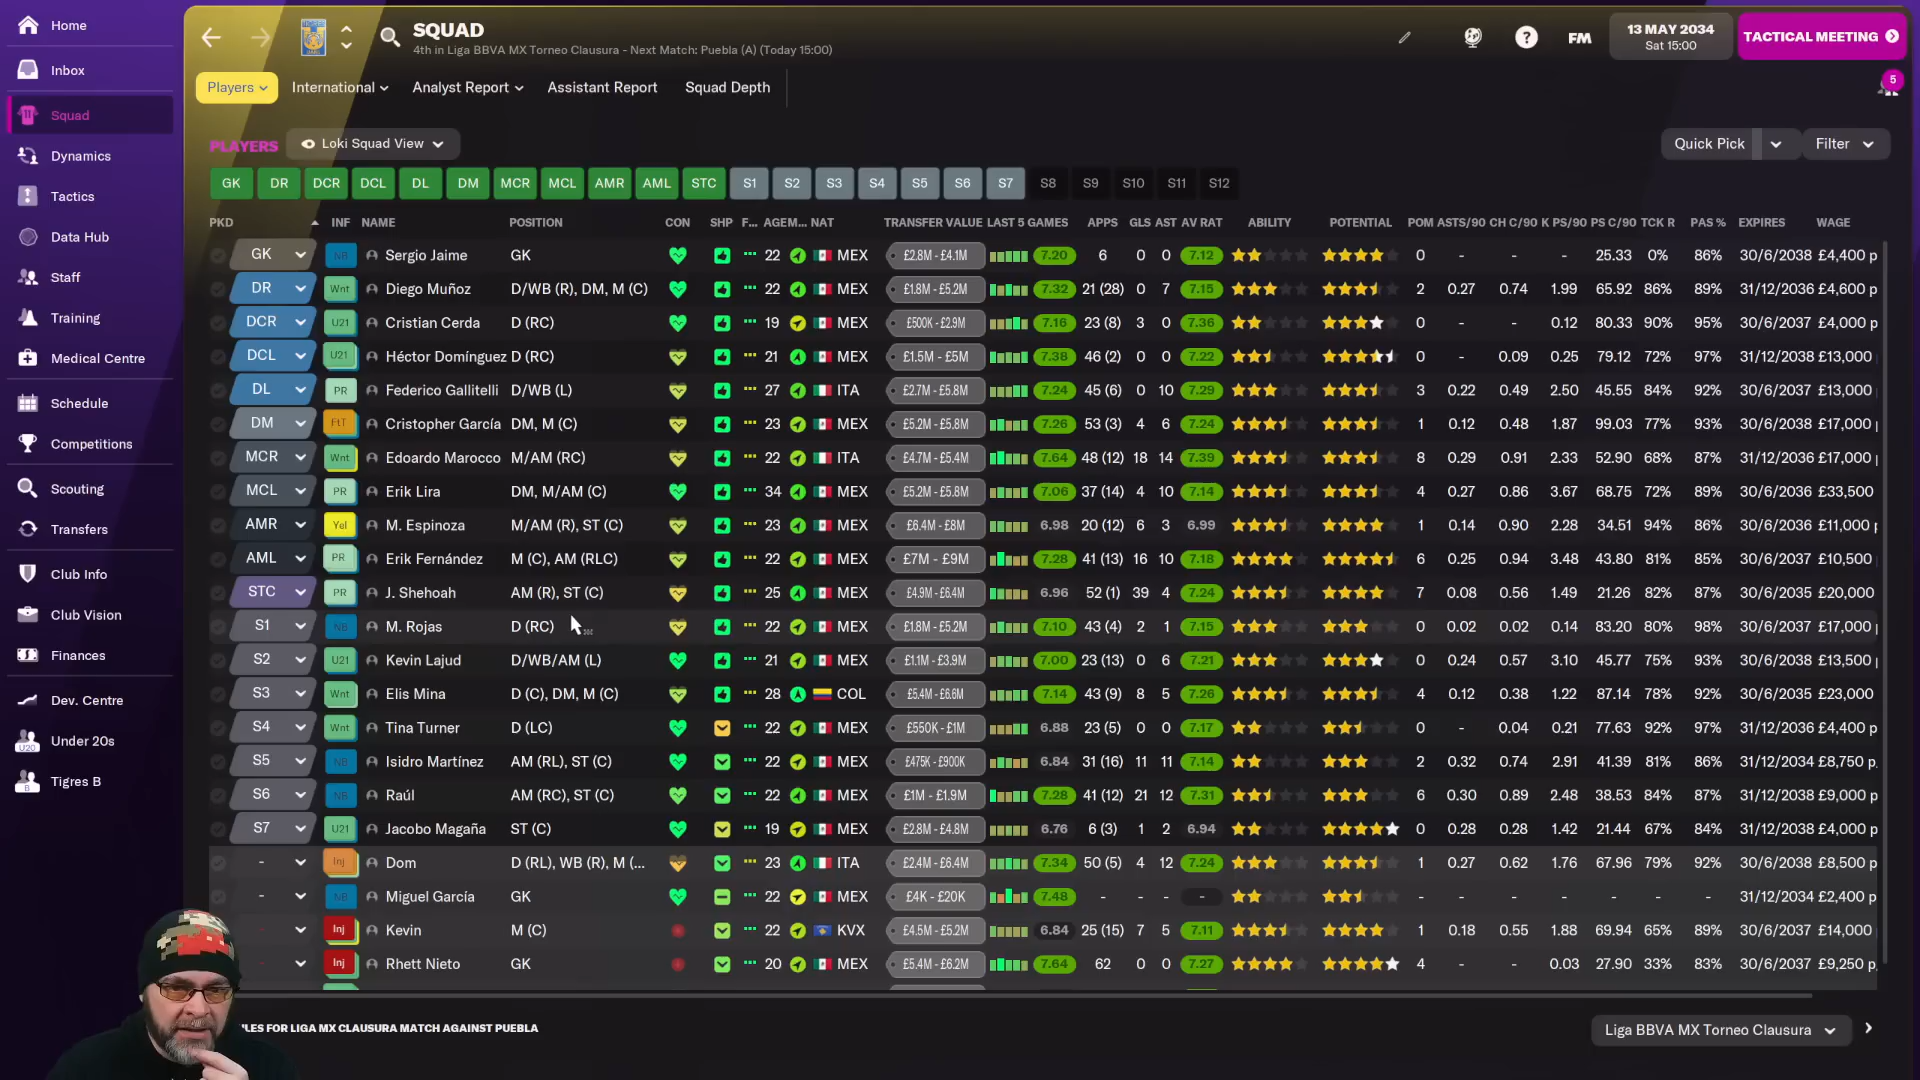 Home
Inbox
Squad
Dynamics
Tactics
Data Hub
Staff
Training
Medical Centre
Schedule
Competitions
Scouting
Transfers
Club Info
Club Vision
Finances
Dev. Centre
Under 20s
Tigres B
SQUAD
4th in Liga BBVA MX Torneo Clausura - Next Match: Puebla (A) (Today 15:00)
FM
13 MAY 2034
Sat 15:00
TACTICAL MEETING
5
Players International Analyst Report Assistant Report Squad Depth
PLAYERS Loki Squad View Quick Pick Filter
GK DR DCR DCL DL DM MCR MCL AMR AML STC S1 S2 S3 S4 S5 S6 S7 S8 S9 S10 S11 S12
PKD INF NAME POSITION CON SHP F... AGE M... NAT TRANSFER VALUE LAST 5 GAMES APPS GLS AST AV RAT ABILITY POTENTIAL POM ASTS/90 CH C/90 K PS/90 PS C/90 TCK R PAS % EXPIRES WAGE
GK NB Sergio Jaime GK 22 MEX £2.8M - £4.1M 7.20 6 0 0 7.12 0 - - - 25.33 0% 86% 30/6/2038 £4,400 p
DR Wnt Diego Muñoz D/WB (R), DM, M (C) 22 MEX £1.8M - £5.2M 7.32 21 (28) 0 7 7.15 2 0.27 0.74 1.99 65.92 86% 89% 31/12/2036 £4,600 p
DCR U21 Cristian Cerda D (RC) 19 MEX £500K - £2.9M 7.16 23 (8) 3 0 7.36 0 - - 0.12 80.33 90% 95% 30/6/2037 £4,000 p
DCL U21 Héctor Domínguez D (RC) 21 MEX £1.5M - £5M 7.38 46 (2) 0 0 7.22 0 - 0.09 0.25 79.12 72% 97% 31/12/2038 £13,000
DL PR Federico Gallitelli D/WB (L) 27 ITA £2.7M - £5.8M 7.24 45 (6) 0 10 7.29 3 0.22 0.49 2.50 45.55 84% 92% 30/6/2037 £13,000
DM FtT Cristopher García DM, M (C) 23 MEX £5.2M - £5.8M 7.26 53 (3) 4 6 7.24 1 0.12 0.48 1.87 99.03 77% 93% 30/6/2038 £17,000
MCR Wnt Edoardo Marocco M/AM (RC) 22 ITA £4.7M - £5.4M 7.64 48 (12) 18 14 7.39 8 0.29 0.91 2.33 52.90 68% 87% 31/12/2036 £17,000
MCL PR Erik Lira DM, M/AM (C) 34 MEX £5.2M - £5.8M 7.06 37 (14) 4 10 7.14 4 0.27 0.86 3.67 68.75 72% 89% 30/6/2036 £33,500
AMR Yel M. Espinoza M/AM (R), ST (C) 23 MEX £6.4M - £8M 6.98 20 (12) 6 3 6.99 1 0.14 0.90 2.28 34.51 94% 86% 30/6/2036 £11,000 p
AML PR Erik Fernández M (C), AM (RLC) 22 MEX £7M - £9M 7.28 41 (13) 16 10 7.18 6 0.25 0.94 3.48 43.80 81% 85% 30/6/2037 £10,500 p
STC PR J. Shehoah AM (R), ST (C) 25 MEX £4.9M - £6.4M 6.96 52 (1) 39 4 7.24 7 0.08 0.56 1.49 21.26 82% 87% 30/6/2035 £20,000
S1 NB M. Rojas D (RC) 22 MEX £1.8M - £5.2M 7.10 43 (4) 2 1 7.15 0 0.02 0.02 0.14 83.20 80% 98% 30/6/2037 £17,000 p
S2 U21 Kevin Lajud D/WB/AM (L) 21 MEX £1.1M - £3.9M 7.00 23 (13) 0 6 7.21 0 0.24 0.57 3.10 45.77 75% 93% 30/6/2038 £13,500 p
S3 Wnt Elis Mina D (C), DM, M (C) 28 COL £5.4M - £6.6M 7.14 43 (9) 8 5 7.26 4 0.12 0.38 1.22 87.14 78% 92% 30/6/2035 £23,000
S4 Wnt Tina Turner D (LC) 22 MEX £550K - £1M 6.88 23 (5) 0 0 7.17 0 - 0.04 0.21 77.63 92% 97% 31/12/2036 £4,400 p
S5 NB Isidro Martínez AM (RL), ST (C) 22 MEX £475K - £900K 6.84 31 (16) 11 11 7.14 2 0.32 0.74 2.91 41.39 81% 86% 31/12/2034 £8,750 p
S6 NB Raúl AM (RC), ST (C) 22 MEX £1M - £1.9M 7.28 41 (12) 21 12 7.31 6 0.30 0.89 2.48 38.53 84% 87% 31/12/2034 £9,000 p
S7 U21 Jacobo Magaña ST (C) 19 MEX £2.8M - £4.8M 6.76 6 (3) 1 2 6.94 0 0.28 0.28 1.42 21.44 67% 84% 31/12/2038 £4,000 p
- Inj Dom D (RL), WB (R), M (... 23 ITA £2.4M - £6.4M 7.34 50 (5) 4 12 7.24 1 0.27 0.62 1.76 67.96 79% 92% 30/6/2038 £8,500 p
- NB Miguel García GK 22 MEX £4K - £20K 7.48 - - - - - - - - - - - 31/12/2034 £2,400 p
- Inj Kevin M (C) 22 KVX £4.5M - £5.2M 6.84 25 (15) 7 5 7.11 1 0.18 0.55 1.88 69.94 65% 89% 30/6/2036 £14,000 p
- Inj Rhett Nieto GK 20 MEX £5.4M - £6.2M 7.64 62 0 0 7.27 4 - - 0.03 27.90 33% 83% 30/6/2037 £9,250 p
LES FOR LIGA MX CLAUSURA MATCH AGAINST PUEBLA
Liga BBVA MX Torneo Clausura